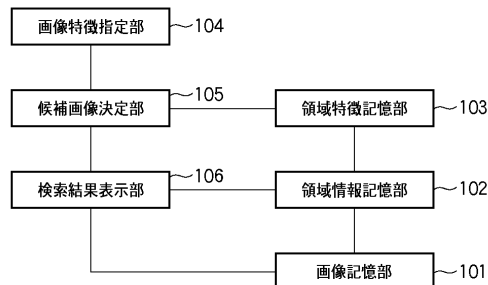 画像特徴指定部 104
候補画像決定部 105
領域特徴記憶部 103
検索結果表示部 106
領域情報記憶部 102
画像記憶部 101